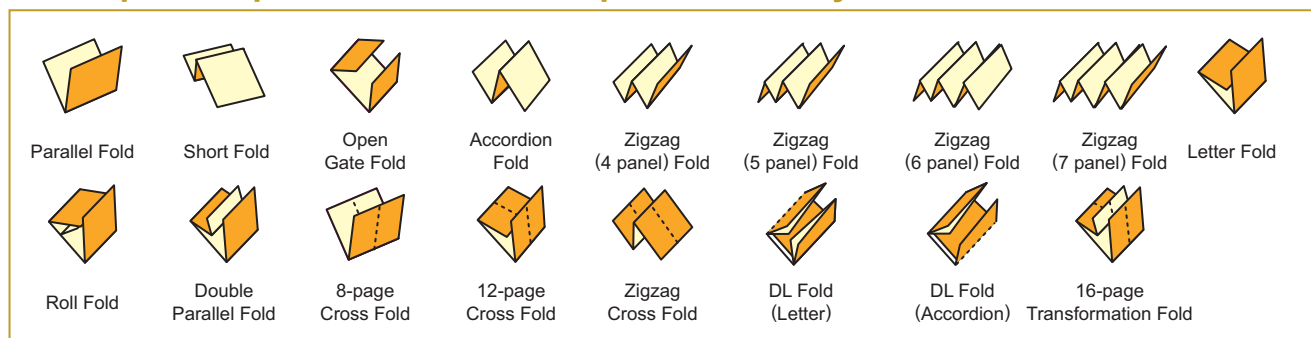 Parallel Fold
Short Fold
Open
Gate Fold
Accordion
Fold
Zigzag
(4 panel) Fold
Zigzag
(5 panel) Fold
Zigzag
(6 panel) Fold
Zigzag
(7 panel) Fold
Letter Fold
Roll Fold
Double
Parallel Fold
8-page
Cross Fold
12-page
Cross Fold
Zigzag
Cross Fold
DL Fold
(Letter)
DL Fold
(Accordion)
16-page
Transformation Fold